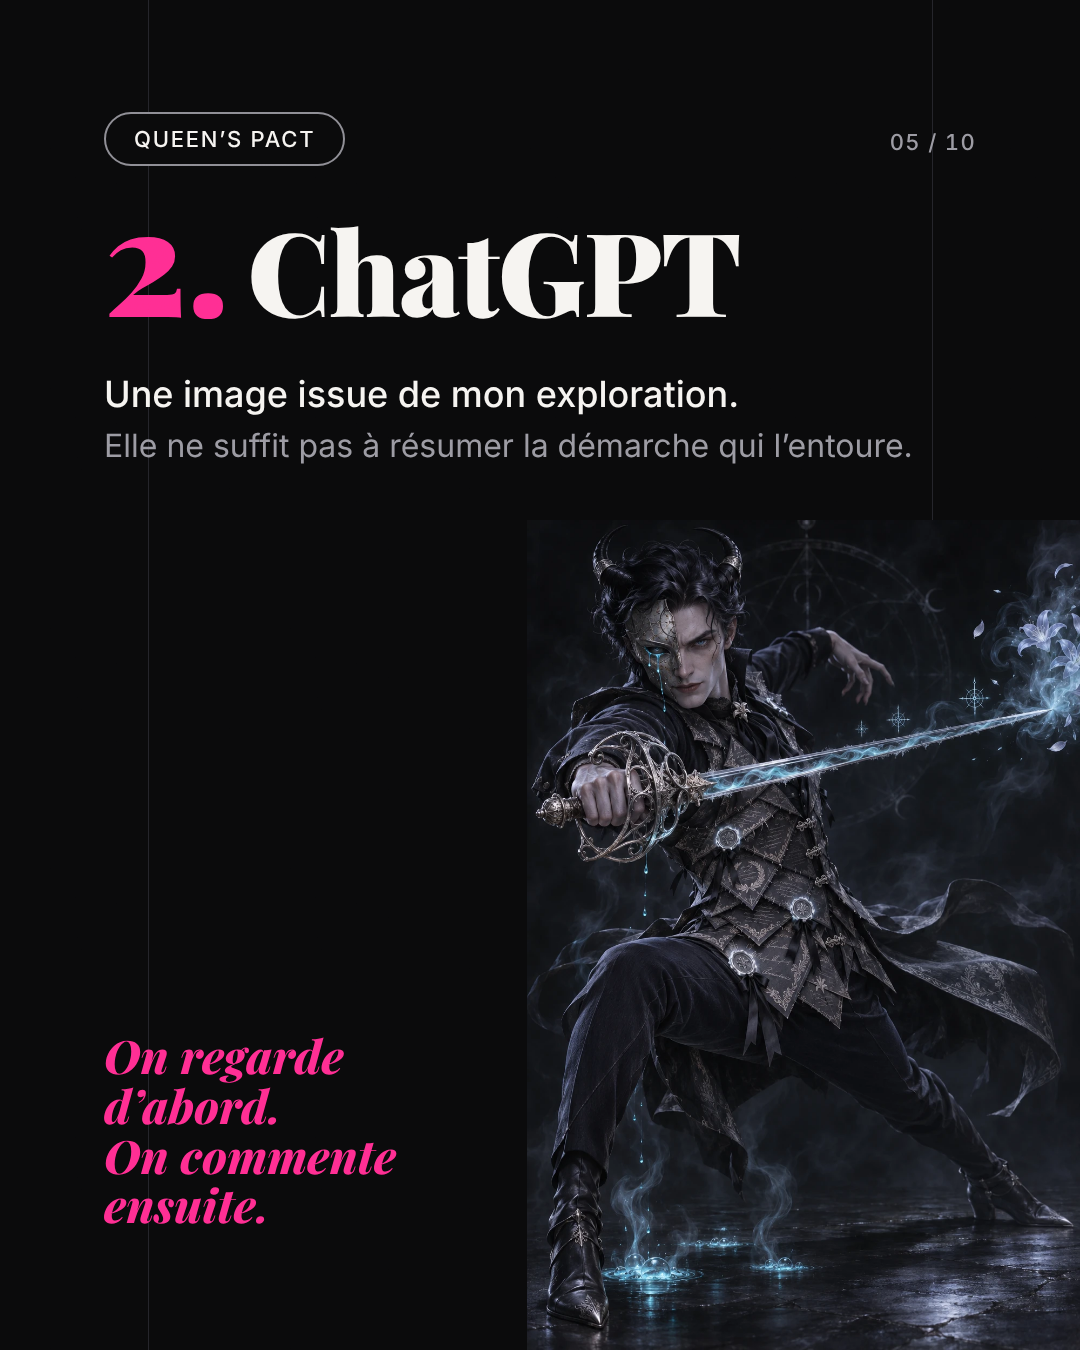 QUEEN’S PACT
05 / 10
2. ChatGPT
Une image issue de mon exploration.
Elle ne suffit pas à résumer la démarche qui l’entoure.
On regarde
d’abord.
On commente
ensuite.